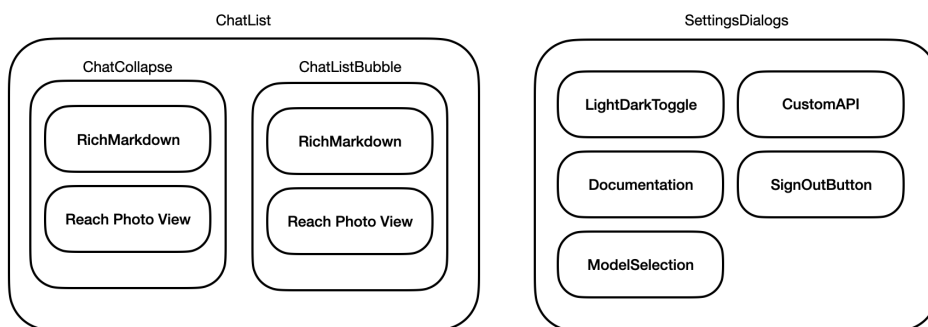 ChatList
ChatCollapse
RichMarkdown
Reach Photo View
ChatListBubble
RichMarkdown
Reach Photo View
SettingsDialogs
LightDarkToggle
CustomAPI
Documentation
SignOutButton
ModelSelection